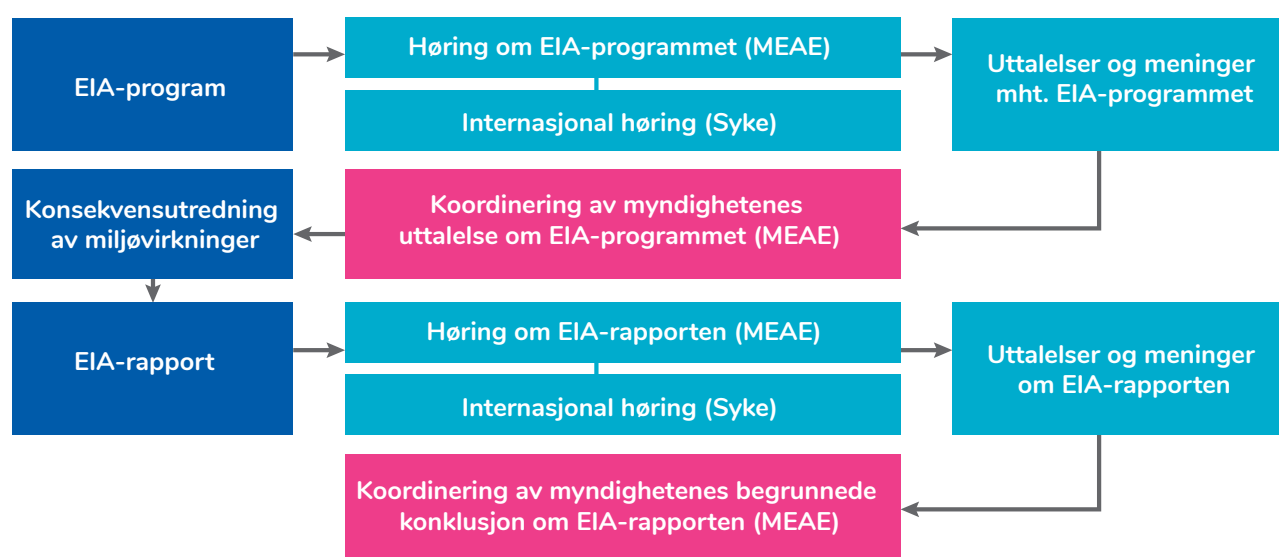 EIA-program
Høring om EIA-programmet (MEAE)
Internasjonal høring (Syke)
Uttalelser og meninger
mht. EIA-programmet
Koordinering av myndighetenes
uttalelse om EIA-programmet (MEAE)
Konsekvensutredning
av miljøvirkninger
EIA-rapport
Høring om EIA-rapporten (MEAE)
Internasjonal høring (Syke)
Uttalelser og meninger
om EIA-rapporten
Koordinering av myndighetenes begrunnede
konklusjon om EIA-rapporten (MEAE)